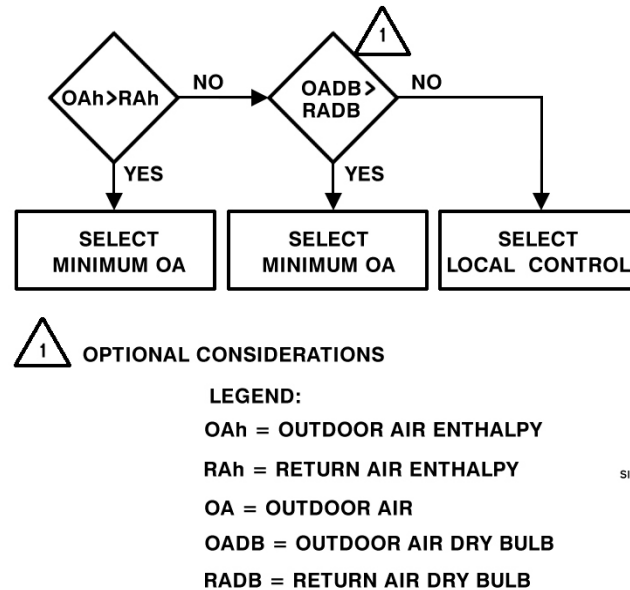 1
OAh>RAh
NO
OADB>
RADB
NO
YES
YES
SELECT
MINIMUM OA
SELECT
MINIMUM OA
SELECT
LOCAL CONTROL
1 OPTIONAL CONSIDERATIONS
LEGEND:
OAh = OUTDOOR AIR ENTHALPY
RAh = RETURN AIR ENTHALPY
SI
OA = OUTDOOR AIR
OADB = OUTDOOR AIR DRY BULB
RADB = RETURN AIR DRY BULB